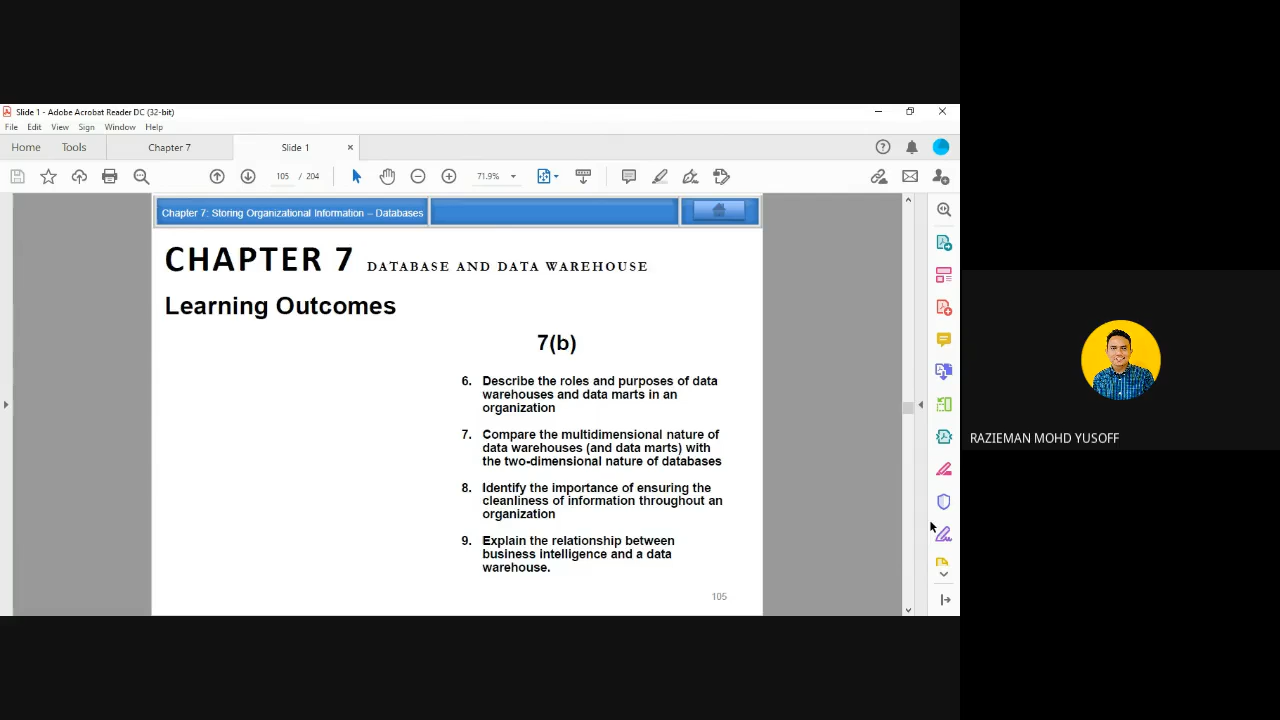 Slide 1 - Adobe Acrobat Reader DC (32-bit)
File Edit View Sign Window Help
Home Tools Chapter 7 Slide 1
105 / 204 71.9%
Chapter 7: Storing Organizational Information – Databases
CHAPTER 7 DATABASE AND DATA WAREHOUSE
Learning Outcomes
7(b)
6. Describe the roles and purposes of data
warehouses and data marts in an
organization
7. Compare the multidimensional nature of
data warehouses (and data marts) with
the two-dimensional nature of databases
8. Identify the importance of ensuring the
cleanliness of information throughout an
organization
9. Explain the relationship between
business intelligence and a data
warehouse.
105
RAZIEMAN MOHD YUSOFF